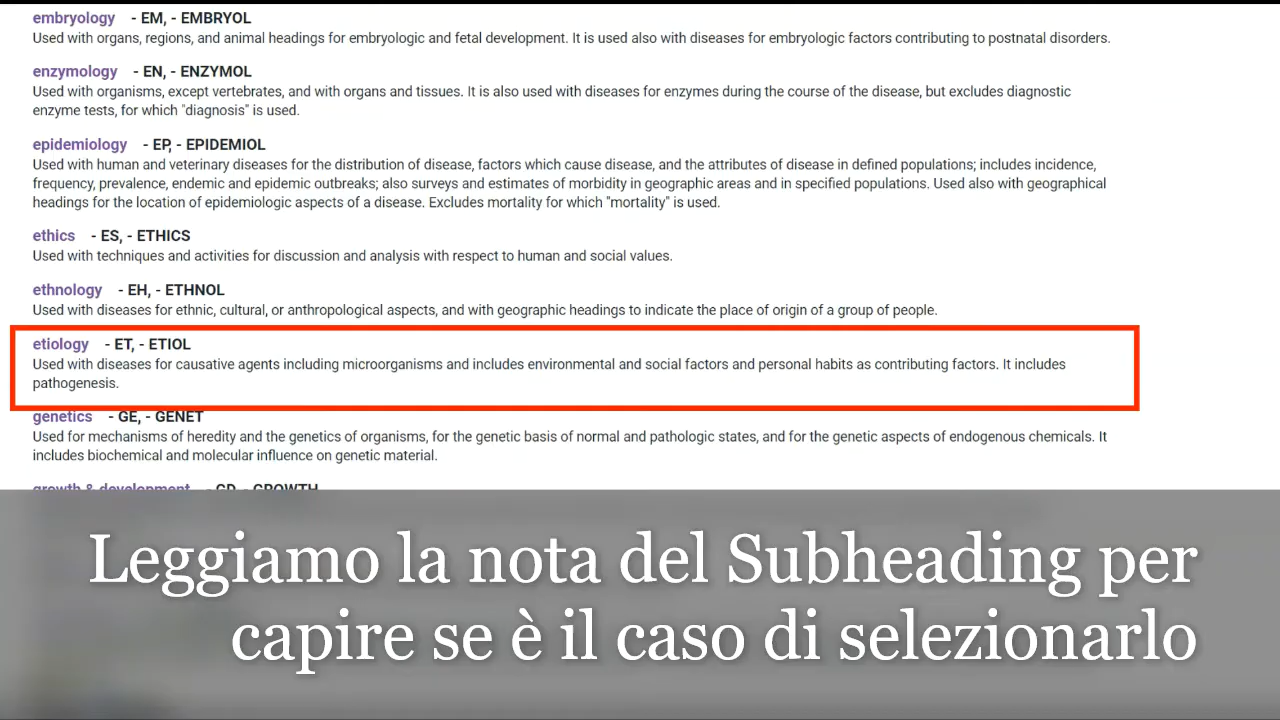 embryology - EM, - EMBRYOL
Used with organs, regions, and animal headings for embryologic and fetal development. It is used also with diseases for embryologic factors contributing to postnatal disorders.
enzymology - EN, - ENZYMOL
Used with organisms, except vertebrates, and with organs and tissues. It is also used with diseases for enzymes during the course of the disease, but excludes diagnostic
enzyme tests, for which "diagnosis" is used.
epidemiology - EP, - EPIDEMIOL
Used with human and veterinary diseases for the distribution of disease, factors which cause disease, and the attributes of disease in defined populations; includes incidence,
frequency, prevalence, endemic and epidemic outbreaks; also surveys and estimates of morbidity in geographic areas and in specified populations. Used also with geographical
headings for the location of epidemiologic aspects of a disease. Excludes mortality for which "mortality" is used.
ethics - ES, - ETHICS
Used with techniques and activities for discussion and analysis with respect to human and social values.
ethnology - EH, - ETHNOL
Used with diseases for ethnic, cultural, or anthropological aspects, and with geographic headings to indicate the place of origin of a group of people.
etiology - ET, - ETIOL
Used with diseases for causative agents including microorganisms and includes environmental and social factors and personal habits as contributing factors. It includes
pathogenesis.
genetics - GE, - GENET
Used for mechanisms of heredity and the genetics of organisms, for the genetic basis of normal and pathologic states, and for the genetic aspects of endogenous chemicals. It
includes biochemical and molecular influence on genetic material.
growth & development - GD, - GROWTH
Leggiamo la nota del Subheading per
capire se è il caso di selezionarlo